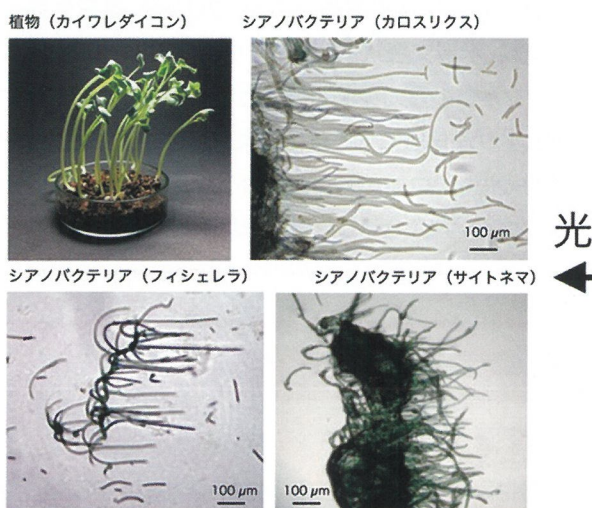 植物（カイワレダイコン）
シアノバクテリア（カロスリクス）
100 μm
光
シアノバクテリア（フィシェレラ）
シアノバクテリア（サイトネマ）
100 μm
100 μm